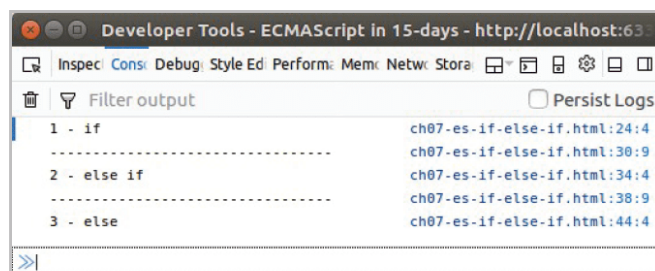 Developer Tools - ECMAScript in 15-days - http://localhost:633
Inspec Conso Debug Style Ed Performa Memo Netwo Stora
Filter output Persist Logs
1 - if ch07-es-if-else-if.html:24:4
-------------------------------- ch07-es-if-else-if.html:30:9
2 - else if ch07-es-if-else-if.html:34:4
-------------------------------- ch07-es-if-else-if.html:38:9
3 - else ch07-es-if-else-if.html:44:4
≫